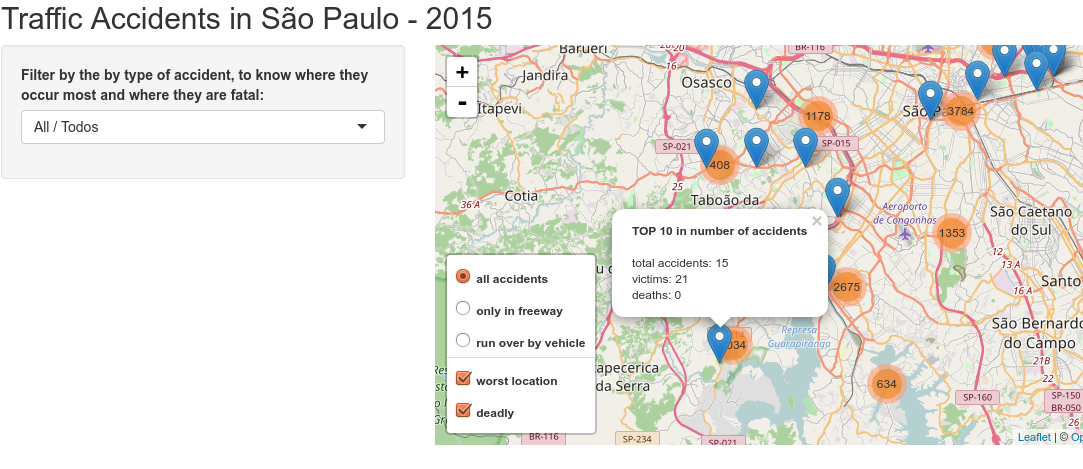 Traffic Accidents in São Paulo - 2015
Filter by the by type of accident, to know where they
occur most and where they are fatal:
All / Todos
+
-
Barueri
20
BR-116
16
Jandira
Osasco
Itapevi
1178
3784
SP-021
SP-015
408
25
Cotia
Taboão da
36 A
Aeroporto
de Congonhas
São Caetano
do Sul
1353
12
13 A
TOP 10 in number of accidents
×
total accidents: 15
victims: 21
deaths: 0
all accidents
only in freeway
run over by vehicle
worst location
deadly
2675
16 A
Santo
Represa
Guarapiranga
034
São Bernardo
do Campo
21B
22
apecerica
da Serra
634
SP-160
SP-150
BR-050
26
BR-116
SP-234
SP-021
Leaflet | © Op